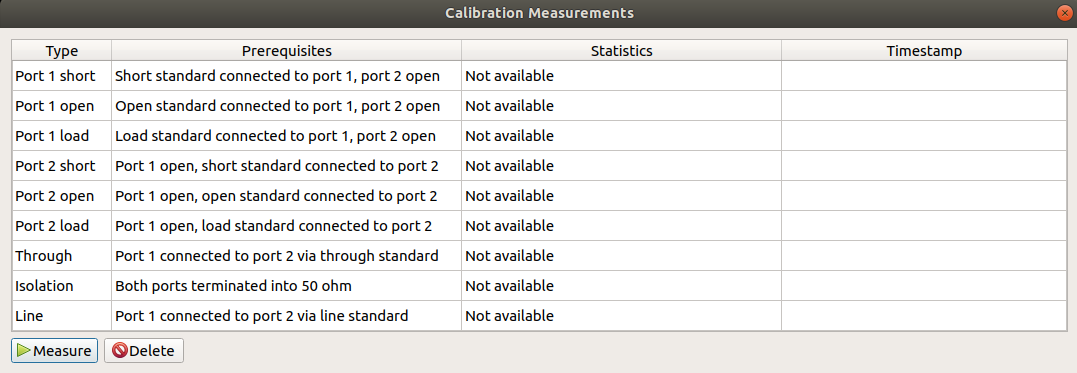 Calibration Measurements
Type Prerequisites Statistics Timestamp
Port 1 short Short standard connected to port 1, port 2 open Not available
Port 1 open Open standard connected to port 1, port 2 open Not available
Port 1 load Load standard connected to port 1, port 2 open Not available
Port 2 short Port 1 open, short standard connected to port 2 Not available
Port 2 open Port 1 open, open standard connected to port 2 Not available
Port 2 load Port 1 open, load standard connected to port 2 Not available
Through Port 1 connected to port 2 via through standard Not available
Isolation Both ports terminated into 50 ohm Not available
Line Port 1 connected to port 2 via line standard Not available
Measure Delete